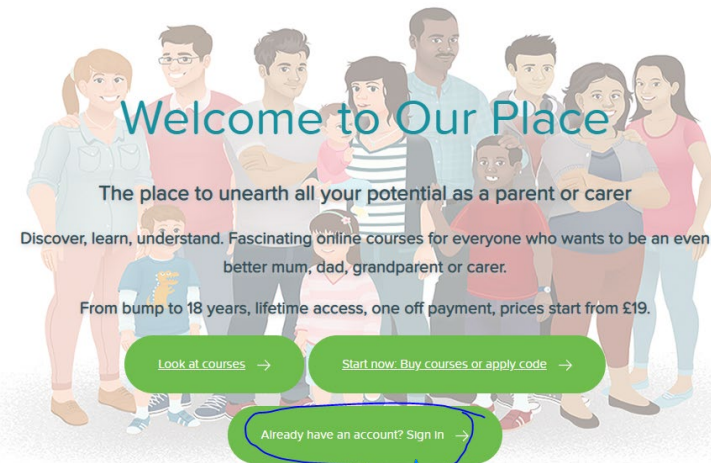 Welcome to Our Place
The place to unearth all your potential as a parent or carer
Discover, learn, understand. Fascinating online courses for everyone who wants to be an even
better mum, dad, grandparent or carer.
From bump to 18 years, lifetime access, one off payment, prices start from £19.
Look at courses →
Start now: Buy courses or apply code →
Already have an account? Sign In →